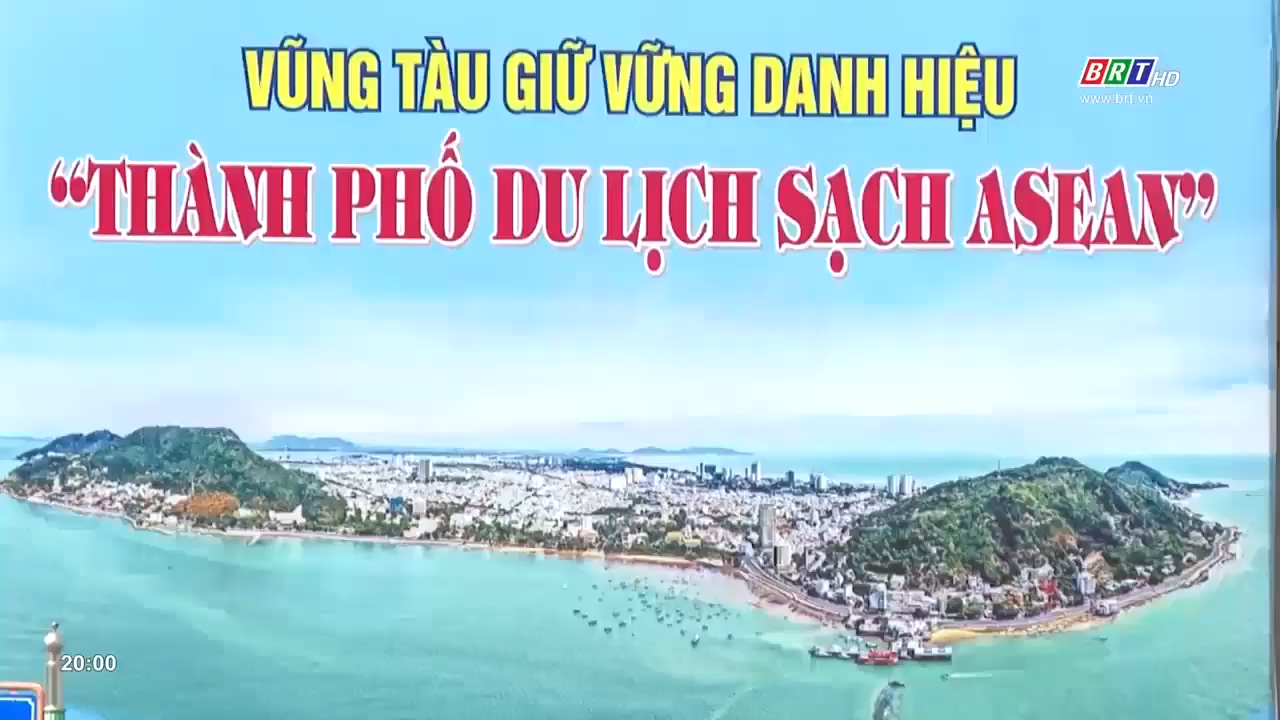 VŨNG TÀU GIỮ VỮNG DANH HIỆU
“THÀNH PHỐ DU LỊCH SẠCH ASEAN”
BRT HD
www.brt.vn
20:00